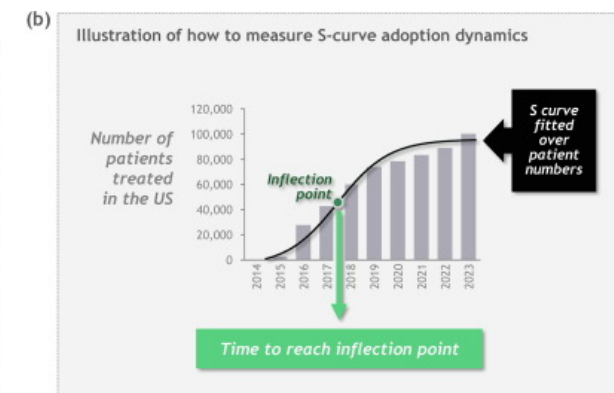 (b)
Illustration of how to measure S-curve adoption dynamics
Number of
patients
treated
in the US
120,000
100,000
80,000
60,000
40,000
20,000
0
Inflection
point
S curve
fitted
over
patient
numbers
2014
2015
2016
2017
2018
2019
2020
2021
2022
2023
Time to reach inflection point